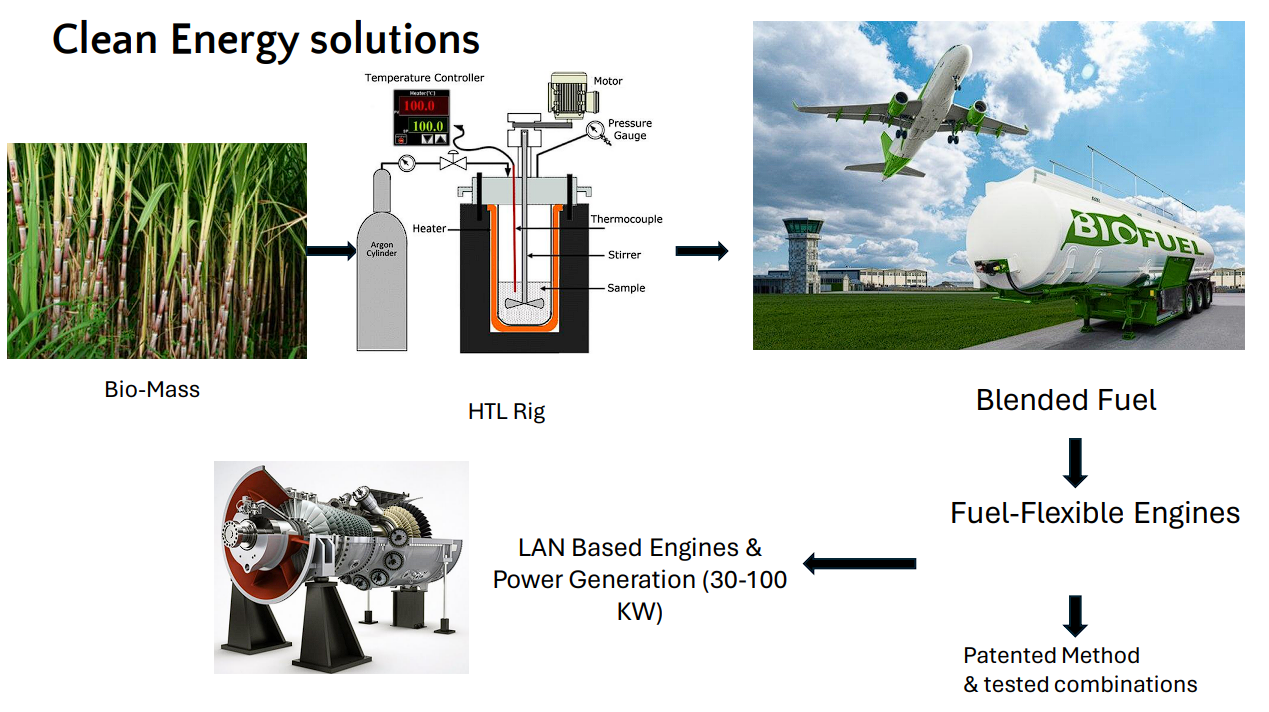 Clean Energy solutions
Temperature Controller
Heater(°C)
PV
100.0
SP
100.0
Motor
Pressure
Gauge
Argon
Cylinder
Heater
Thermocouple
Stirrer
Sample
BIOFUEL
Bio-Mass
HTL Rig
Blended Fuel
Fuel-Flexible Engines
LAN Based Engines &
Power Generation (30-100
KW)
Patented Method
& tested combinations